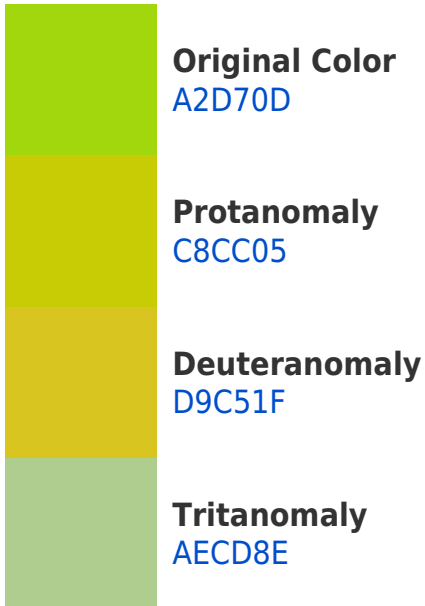 Original Color
A2D70D
Protanomaly
C8CC05
Deuteranomaly
D9C51F
Tritanomaly
AECD8E